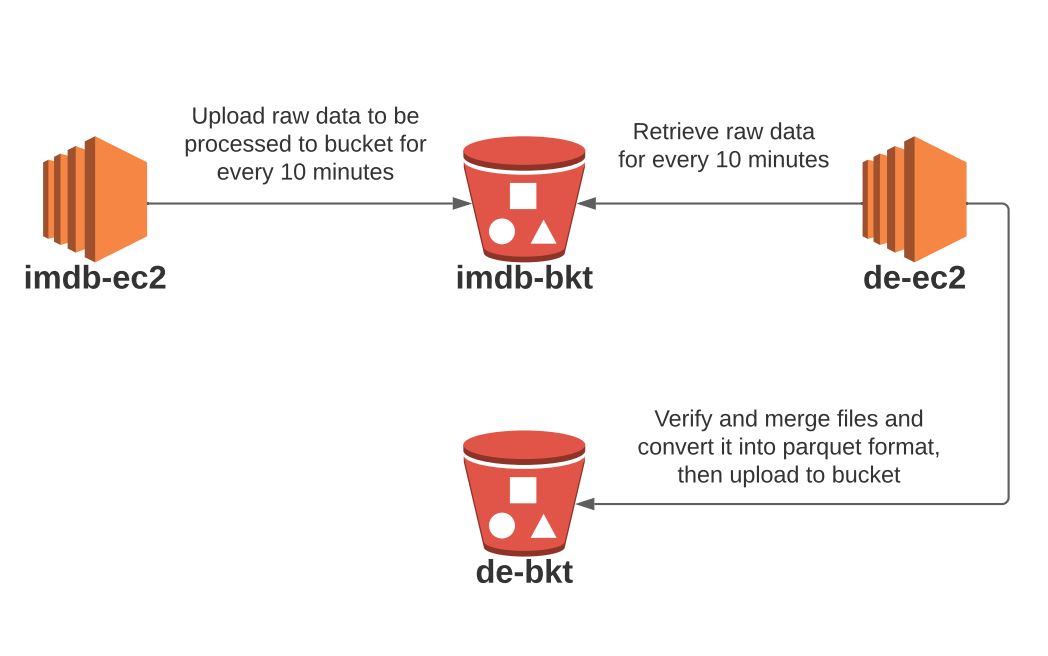 Upload raw data to be
processed to bucket for
every 10 minutes
Retrieve raw data
for every 10 minutes
imdb-ec2
imdb-bkt
de-ec2
Verify and merge files and
convert it into parquet format,
then upload to bucket
de-bkt